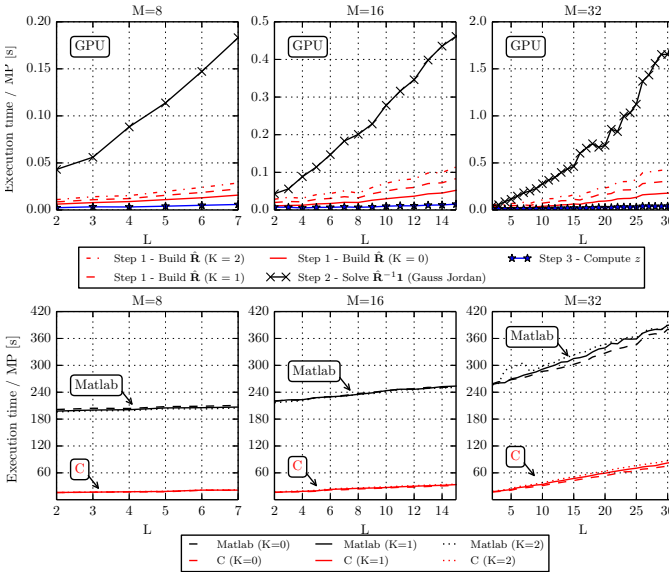 M=8
M=16
M=32
Execution time / MP [s]
0.20
0.15
0.10
0.05
0.00
GPU
2 3 4 5 6 7
L
0.5
0.4
0.3
0.2
0.1
0.0
GPU
2 4 6 8 10 12 14
L
2.0
1.5
1.0
0.5
0.0
GPU
5 10 15 20 25 30
L
Step 1 - Build R̂ (K = 2)
Step 1 - Build R̂ (K = 1)
Step 1 - Build R̂ (K = 0)
Step 2 - Solve R̂⁻¹1 (Gauss Jordan)
Step 3 - Compute z
M=8
M=16
M=32
Execution time / MP [s]
420
360
300
240
180
120
60
Matlab
C
2 3 4 5 6 7
L
420
360
300
240
180
120
60
Matlab
C
2 4 6 8 10 12 14
L
420
360
300
240
180
120
60
Matlab
C
5 10 15 20 25 30
L
Matlab (K=0)
Matlab (K=1)
Matlab (K=2)
C (K=0)
C (K=1)
C (K=2)